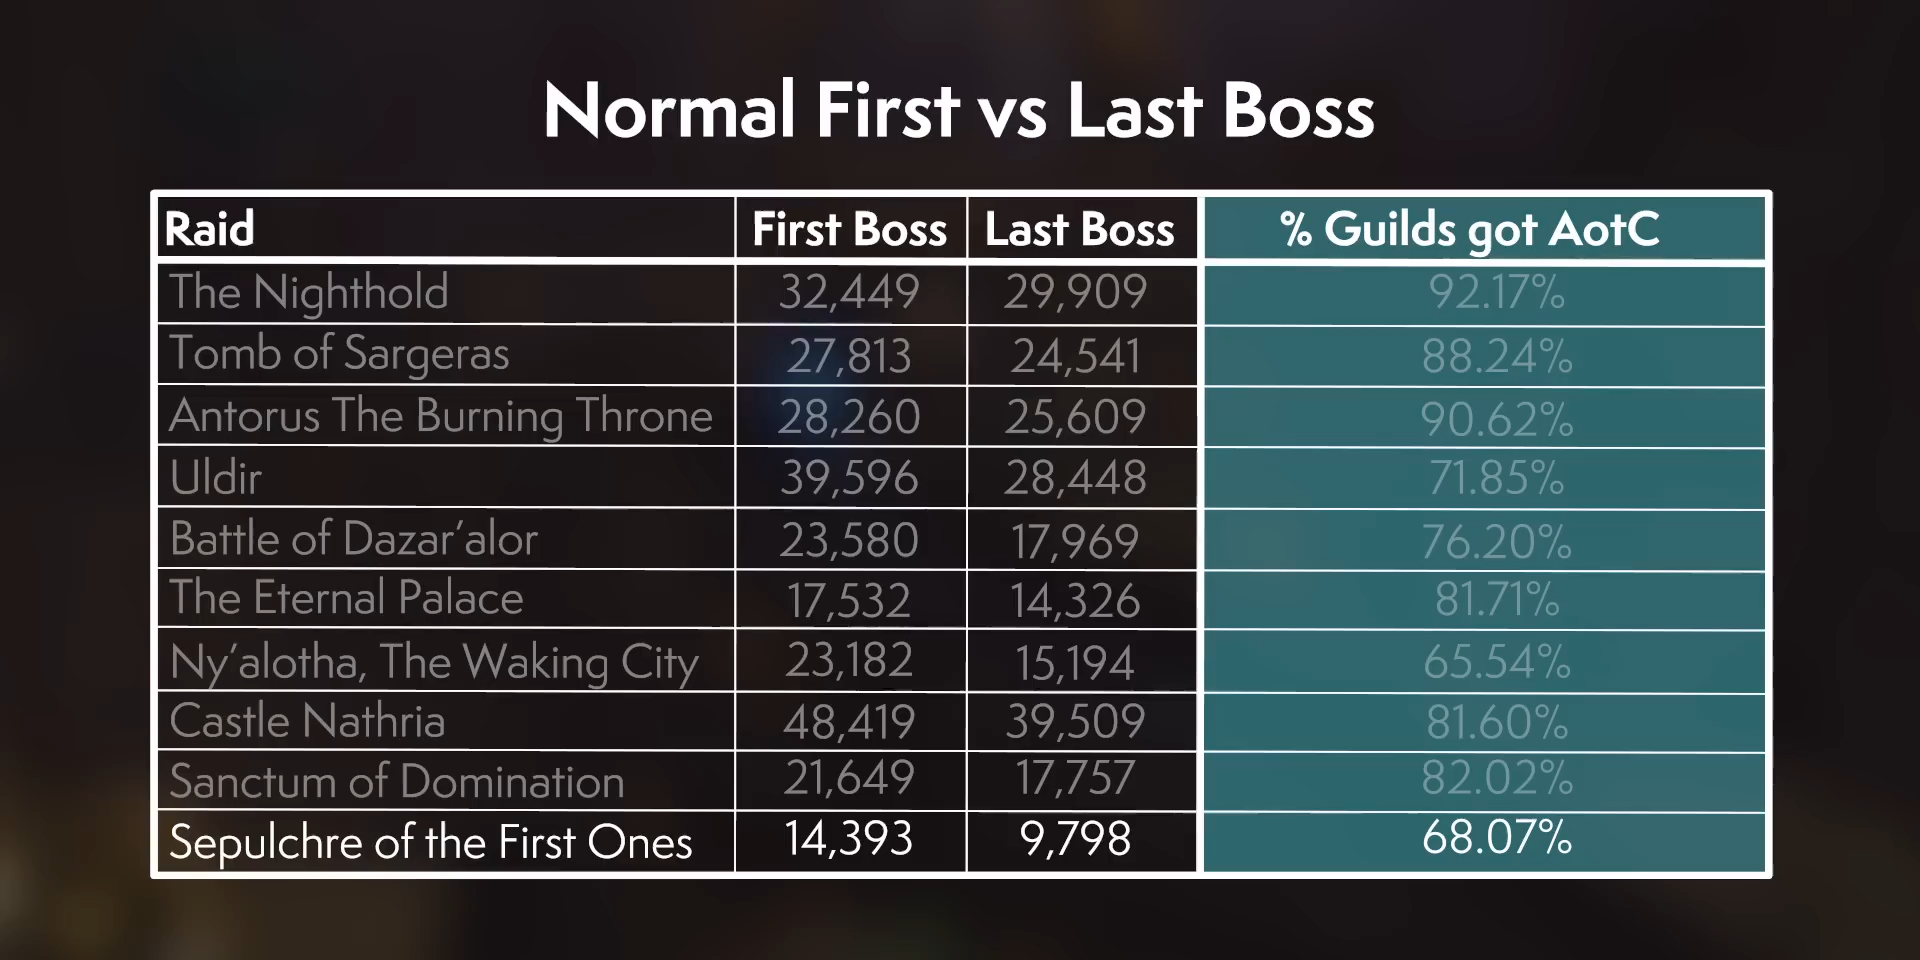 Normal First vs Last Boss
Raid First Boss Last Boss % Guilds got AotC
The Nighthold 32,449 29,909 92.17%
Tomb of Sargeras 27,813 24,541 88.24%
Antorus The Burning Throne 28,260 25,609 90.62%
Uldir 39,596 28,448 71.85%
Battle of Dazar'alor 23,580 17,969 76.20%
The Eternal Palace 17,532 14,326 81.71%
Ny'alotha, The Waking City 23,182 15,194 65.54%
Castle Nathria 48,419 39,509 81.60%
Sanctum of Domination 21,649 17,757 82.02%
Sepulchre of the First Ones 14,393 9,798 68.07%